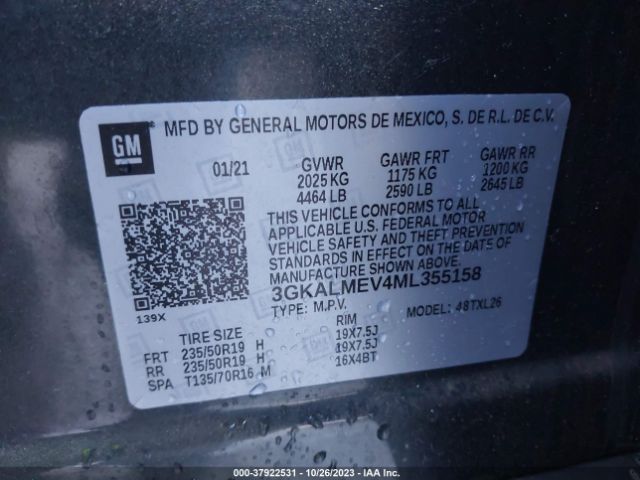 GM
MFD BY GENERAL MOTORS DE MEXICO, S. DE R.L. DE C.V.
01/21 GVWR GAWR FRT GAWR RR
2025 KG 1175 KG 1200 KG
4464 LB 2590 LB 2645 LB
THIS VEHICLE CONFORMS TO ALL
APPLICABLE U.S. FEDERAL MOTOR
VEHICLE SAFETY AND THEFT PREVENTION
STANDARDS IN EFFECT ON THE DATE OF
MANUFACTURE SHOWN ABOVE.
3GKALMEV4ML355158
TYPE: M.P.V. MODEL: 48TXL26
139X
TIRE SIZE RIM
FRT 235/50R19 H 19X7.5J
RR 235/50R19 H 19X7.5J
SPA T135/70R16 M 16X4BT
000-37922531 - 10/26/2023 - IAA Inc.